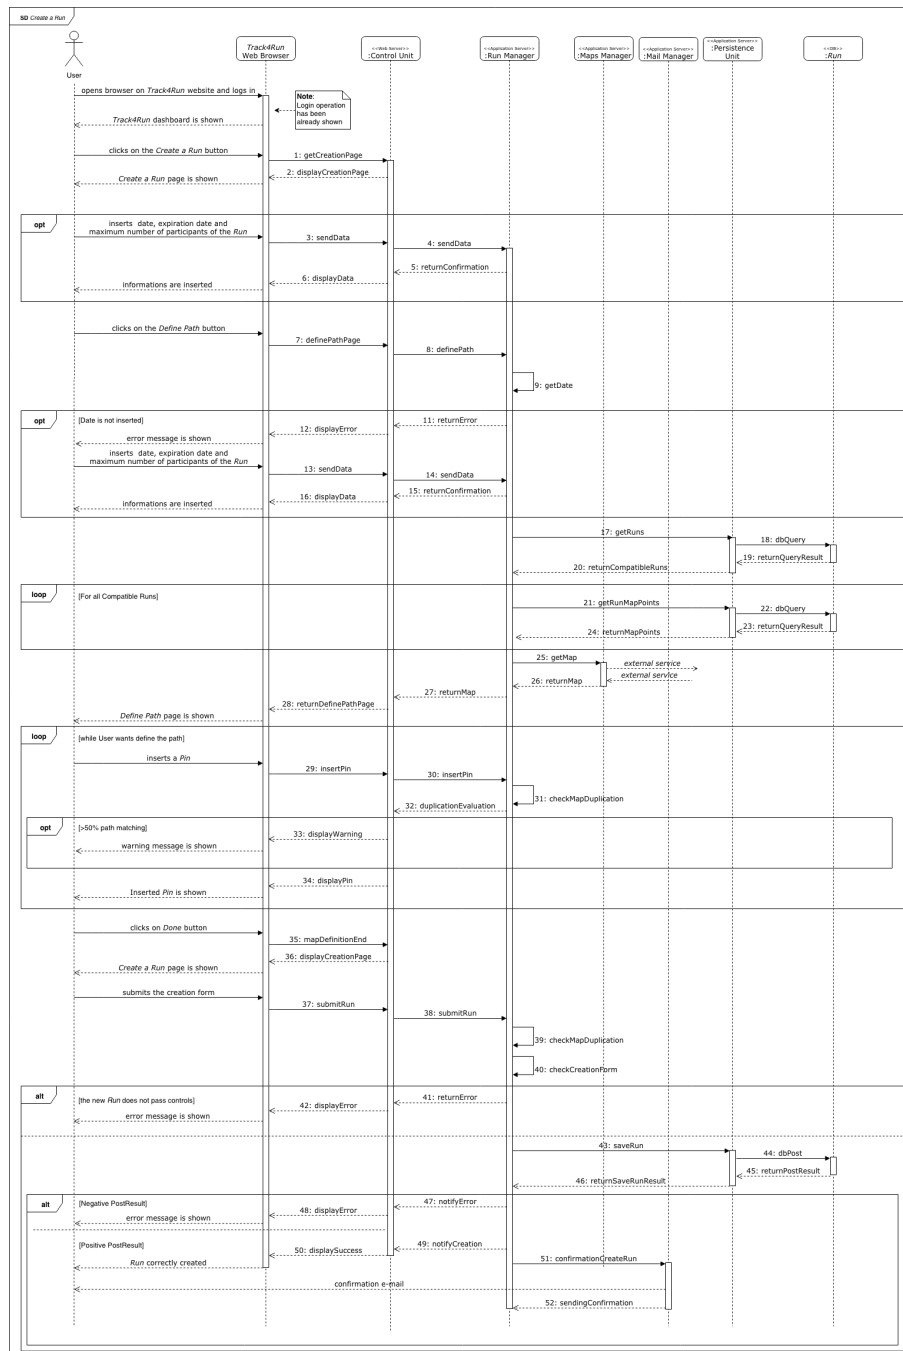 SD Create a Run
User
Track4Run
Web Browser
<<Web Server>>
:Control Unit
<<Application Server>>
:Run Manager
<<Application Server>>
:Maps Manager
<<Application Server>>
:Mail Manager
<<Application Server>>
:Persistence
Unit
<<DB>>
:Run
opens browser on Track4Run website and logs in
Note:
Login operation
has been
already shown
Track4Run dashboard is shown
clicks on the Create a Run button
1: getCreationPage
2: displayCreationPage
Create a Run page is shown
opt
inserts date, expiration date and
maximum number of participants of the Run
3: sendData
4: sendData
5: returnConfirmation
6: displayData
informations are inserted
clicks on the Define Path button
7: definePathPage
8: definePath
9: getDate
opt
[Date is not inserted]
11: returnError
12: displayError
error message is shown
inserts date, expiration date and
maximum number of participants of the Run
13: sendData
14: sendData
15: returnConfirmation
16: displayData
informations are inserted
17: getRuns
18: dbQuery
19: returnQueryResult
20: returnCompatibleRuns
loop
[For all Compatible Runs]
21: getRunMapPoints
22: dbQuery
23: returnQueryResult
24: returnMapPoints
25: getMap
external service
external service
26: returnMap
27: returnMap
28: returnDefinePathPage
Define Path page is shown
loop
[while User wants define the path]
inserts a Pin
29: insertPin
30: insertPin
31: checkMapDuplication
32: duplicationEvaluation
opt
[>50% path matching]
33: displayWarning
warning message is shown
34: displayPin
Inserted Pin is shown
clicks on Done button
35: mapDefinitionEnd
36: displayCreationPage
Create a Run page is shown
submits the creation form
37: submitRun
38: submitRun
39: checkMapDuplication
40: checkCreationForm
alt
[the new Run does not pass controls]
41: returnError
42: displayError
error message is shown
43: saveRun
44: dbPost
45: returnPostResult
46: returnSaveRunResult
alt
[Negative PostResult]
47: notifyError
48: displayError
error message is shown
[Positive PostResult]
49: notifyCreation
50: displaySuccess
51: confirmationCreateRun
Run correctly created
confirmation e-mail
52: sendingConfirmation